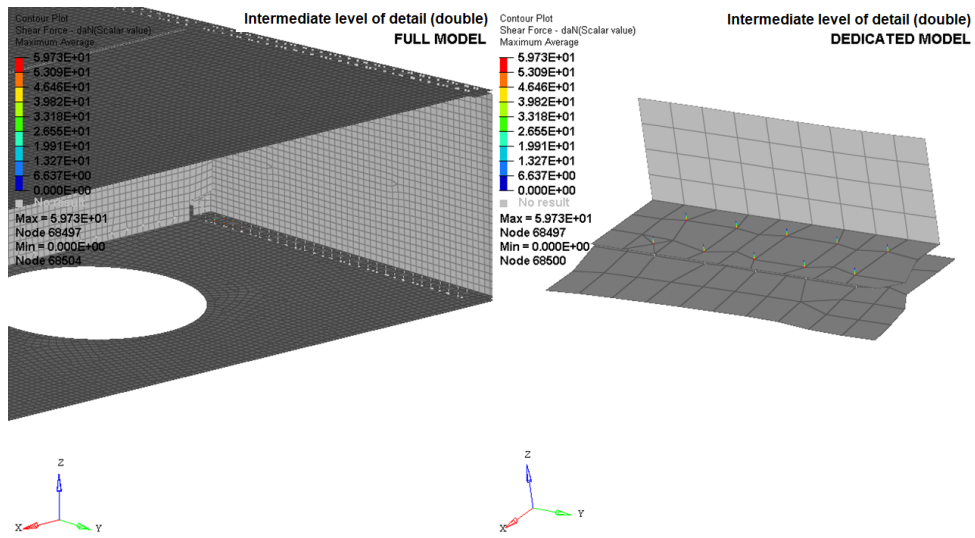 Contour Plot
Shear Force - daN(Scalar value)
Maximum Average
5.973E+01
5.309E+01
4.646E+01
3.982E+01
3.318E+01
2.655E+01
1.991E+01
1.327E+01
6.637E+00
0.000E+00
No result
Max = 5.973E+01
Node 68497
Min = 0.000E+00
Node 68504
Intermediate level of detail (double)
FULL MODEL
Z
X
Y
Contour Plot
Shear Force - daN(Scalar value)
Maximum Average
5.973E+01
5.309E+01
4.646E+01
3.982E+01
3.318E+01
2.655E+01
1.991E+01
1.327E+01
6.637E+00
0.000E+00
No result
Max = 5.973E+01
Node 68497
Min = 0.000E+00
Node 68500
Intermediate level of detail (double)
DEDICATED MODEL
Z
X
Y